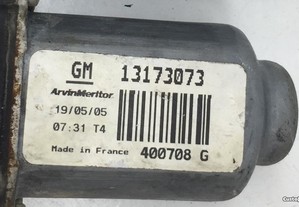 GM 13173073
ArvinMeritor
19/05/05
07:31 T4
Made in France 400708 G